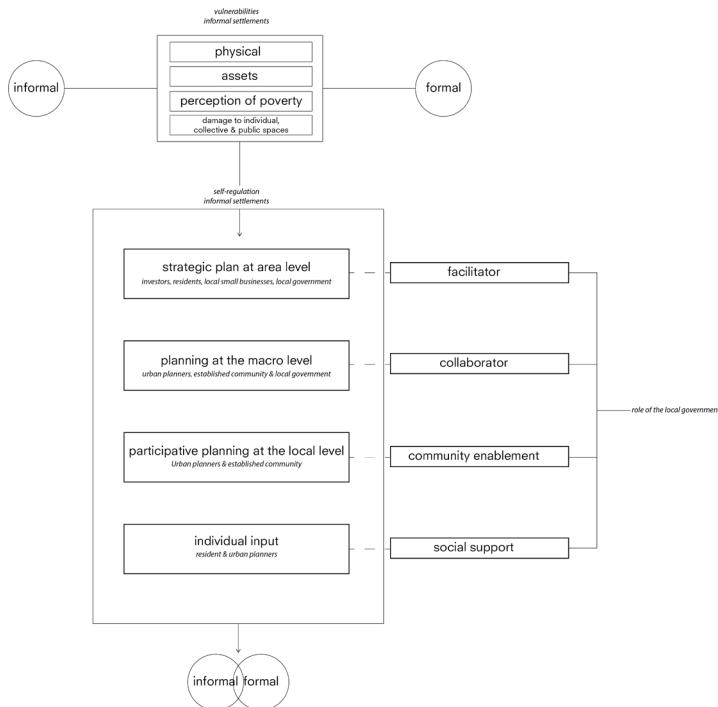 vulnerabilities
informal settlements
physical
informal
assets
formal
perception of poverty
damage to individual,
collective & public spaces
self-regulation
informal settlements
strategic plan at area level
investors, residents, local small businesses, local government
facilitator
planning at the macro level
urban planners, established community & local government
collaborator
role of the local governmen
participative planning at the local level
Urban planners & established community
community enablement
individual input
resident & urban planners
social support
informal
formal